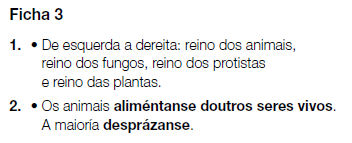 Ficha 3
1. • De esquerda a dereita: reino dos animais,
reino dos fungos, reino dos protistas
e reino das plantas.
2. • Os animais aliméntanse doutros seres vivos.
A maioría desprázanse.